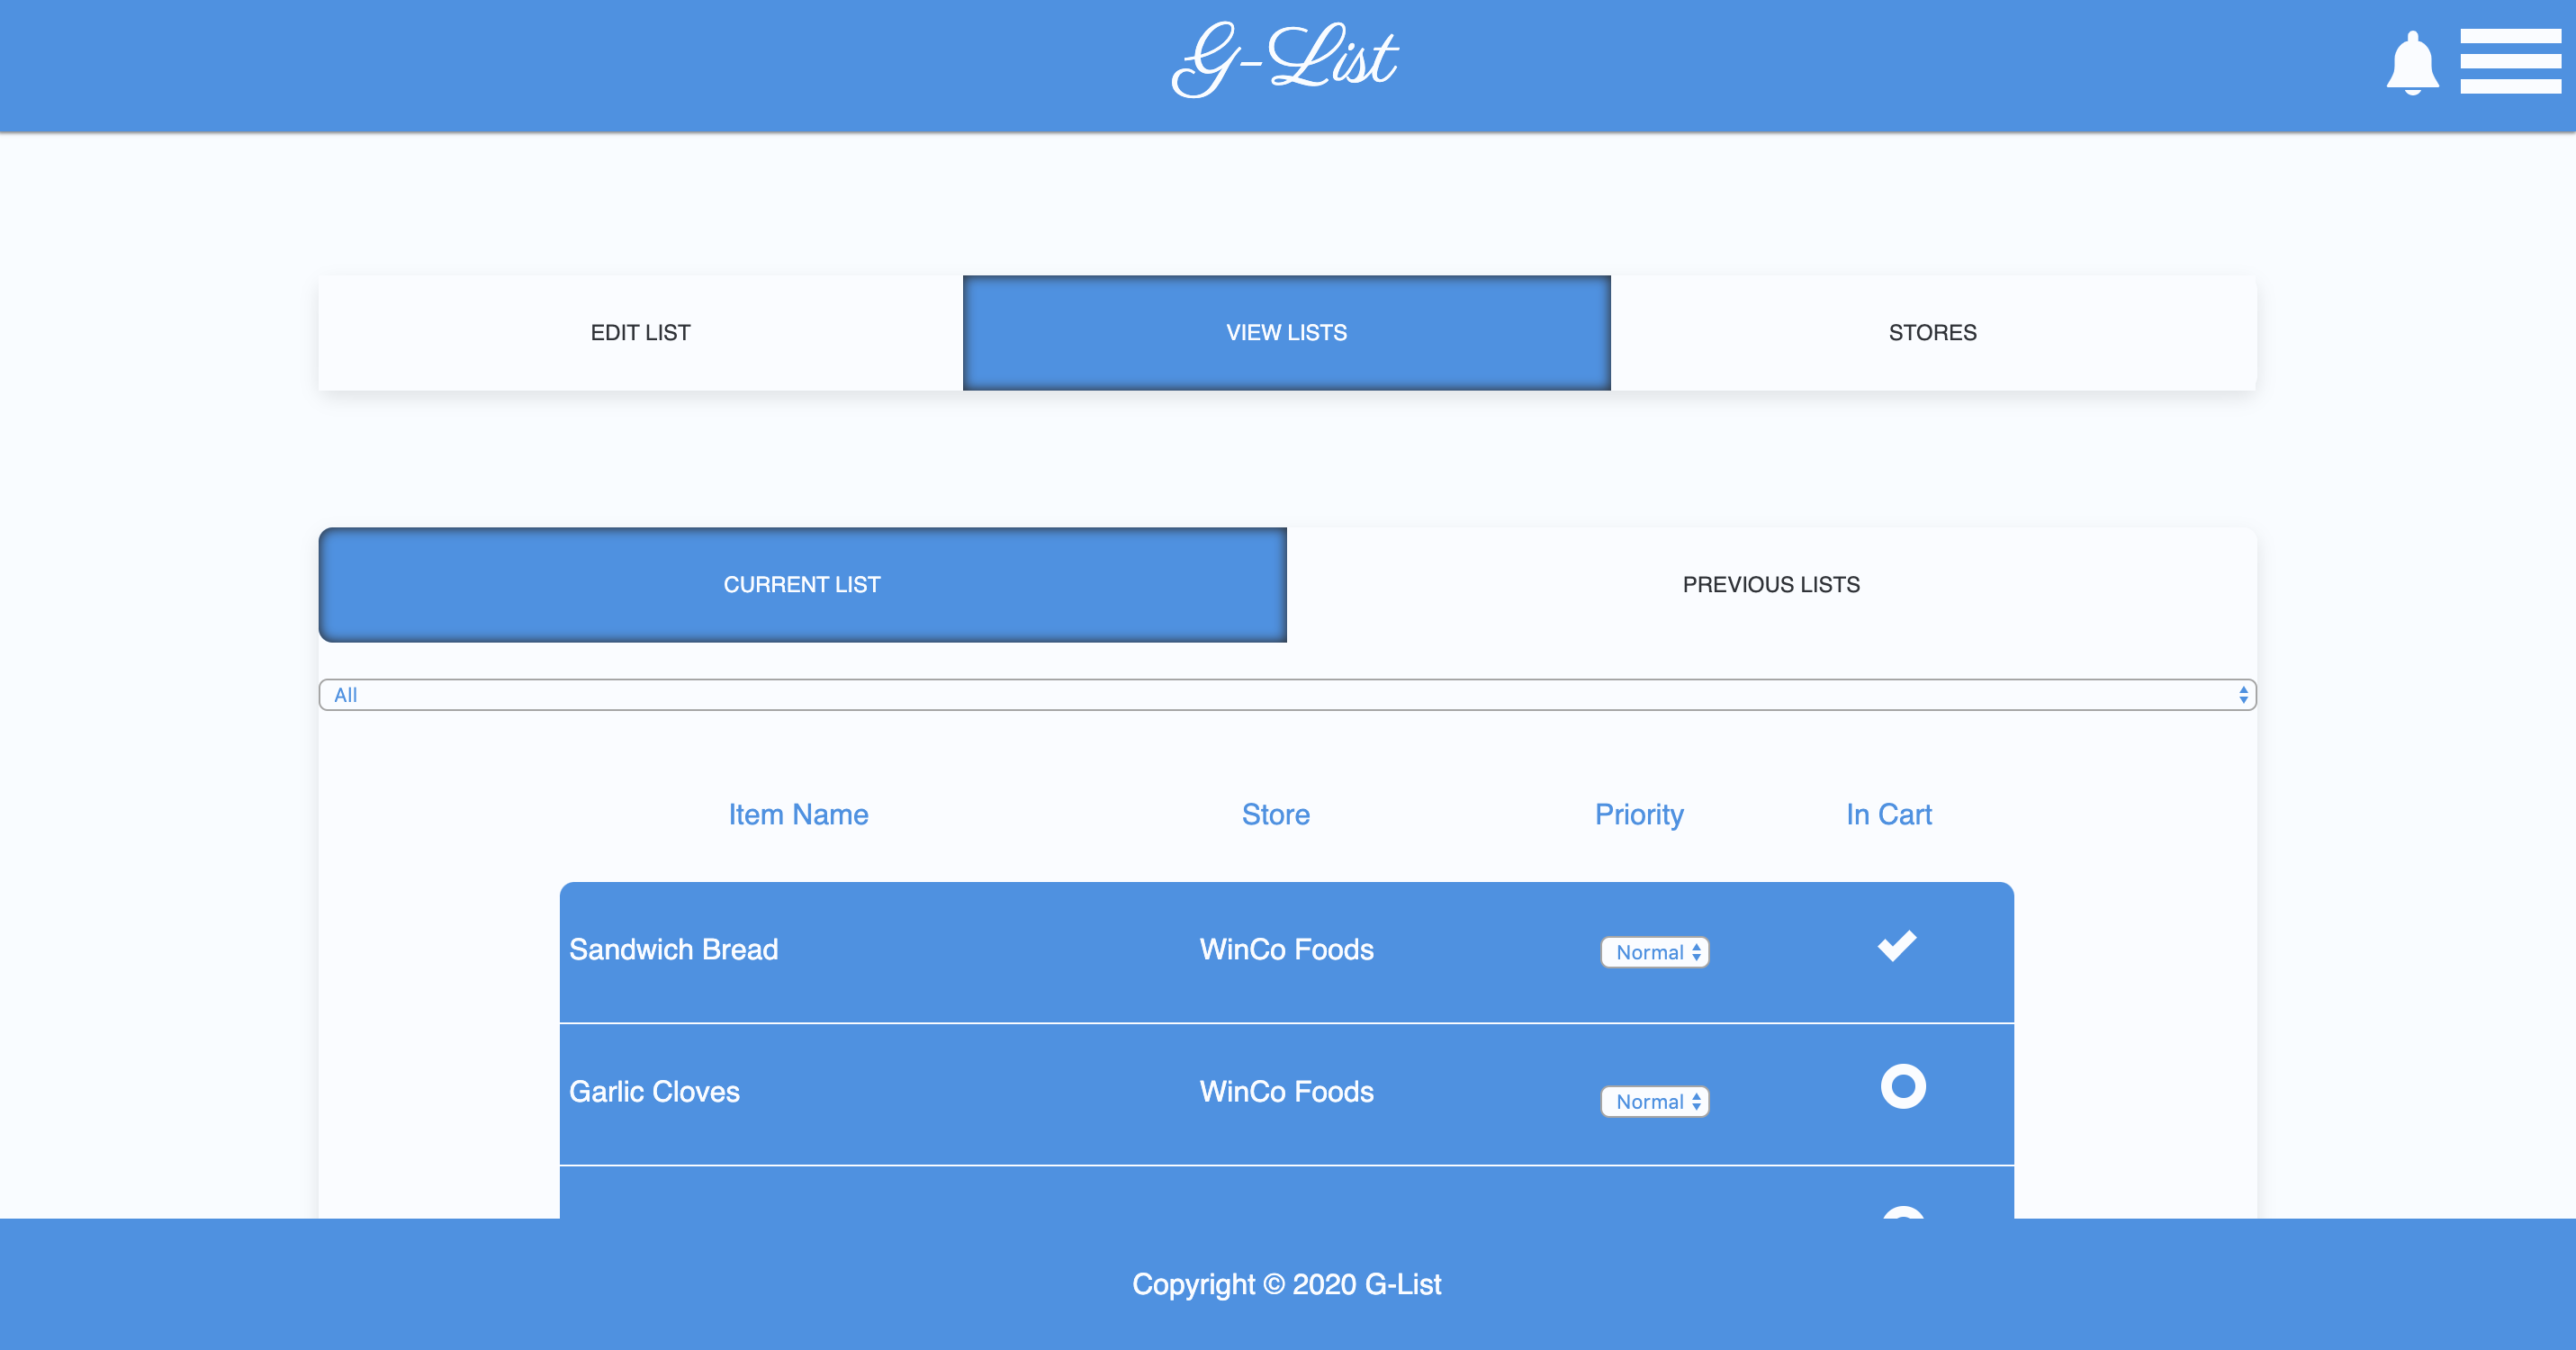 G-List
EDIT LIST
VIEW LISTS
STORES
CURRENT LIST
PREVIOUS LISTS
All
Item Name
Store
Priority
In Cart
Sandwich Bread
WinCo Foods
Normal
Garlic Cloves
WinCo Foods
Normal
Copyright © 2020 G-List